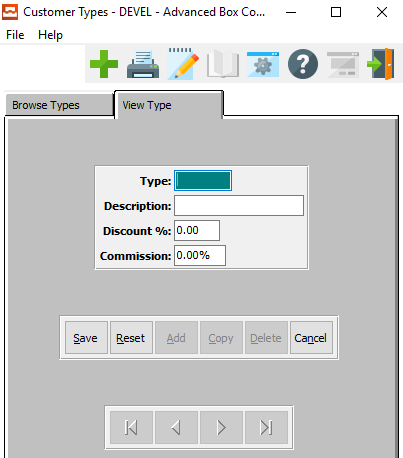 Customer Types - DEVEL - Advanced Box Co...
File Help
?
Browse Types View Type
Type:
Description:
Discount %: 0.00
Commission: 0.00%
Save Reset Add Copy Delete Cancel